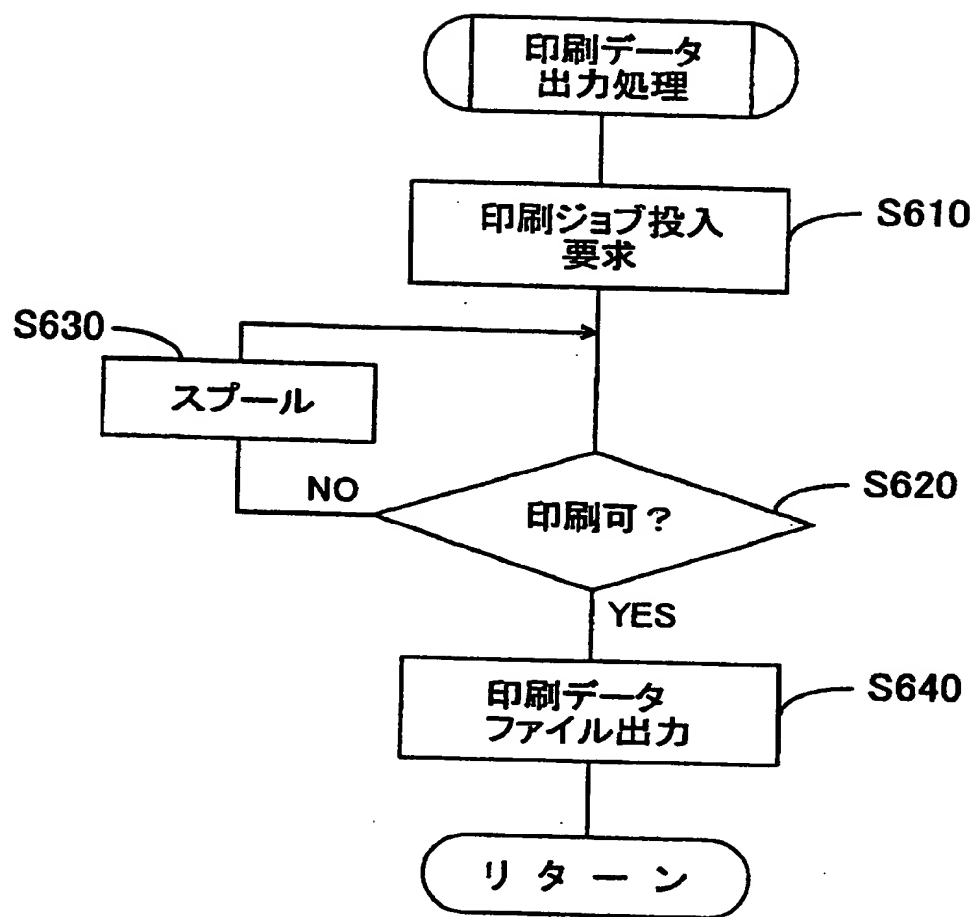 印刷データ
出力処理
印刷ジョブ投入
要求
S610
S630
スプール
NO
印刷可？
S620
YES
印刷データ
ファイル出力
S640
リターン